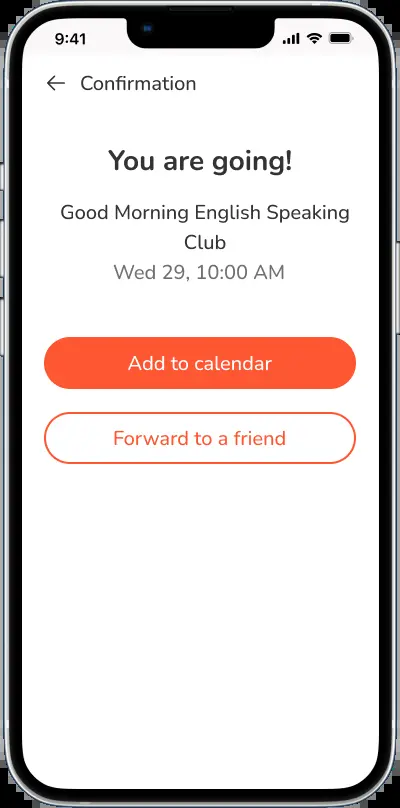 9:41
Confirmation
You are going!
Good Morning English Speaking
Club
Wed 29, 10:00 AM
Add to calendar
Forward to a friend